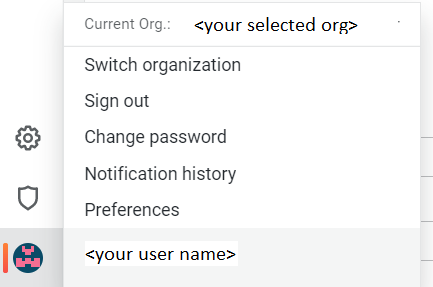 Current Org.: <your selected org>
Switch organization
Sign out
Change password
Notification history
Preferences
<your user name>